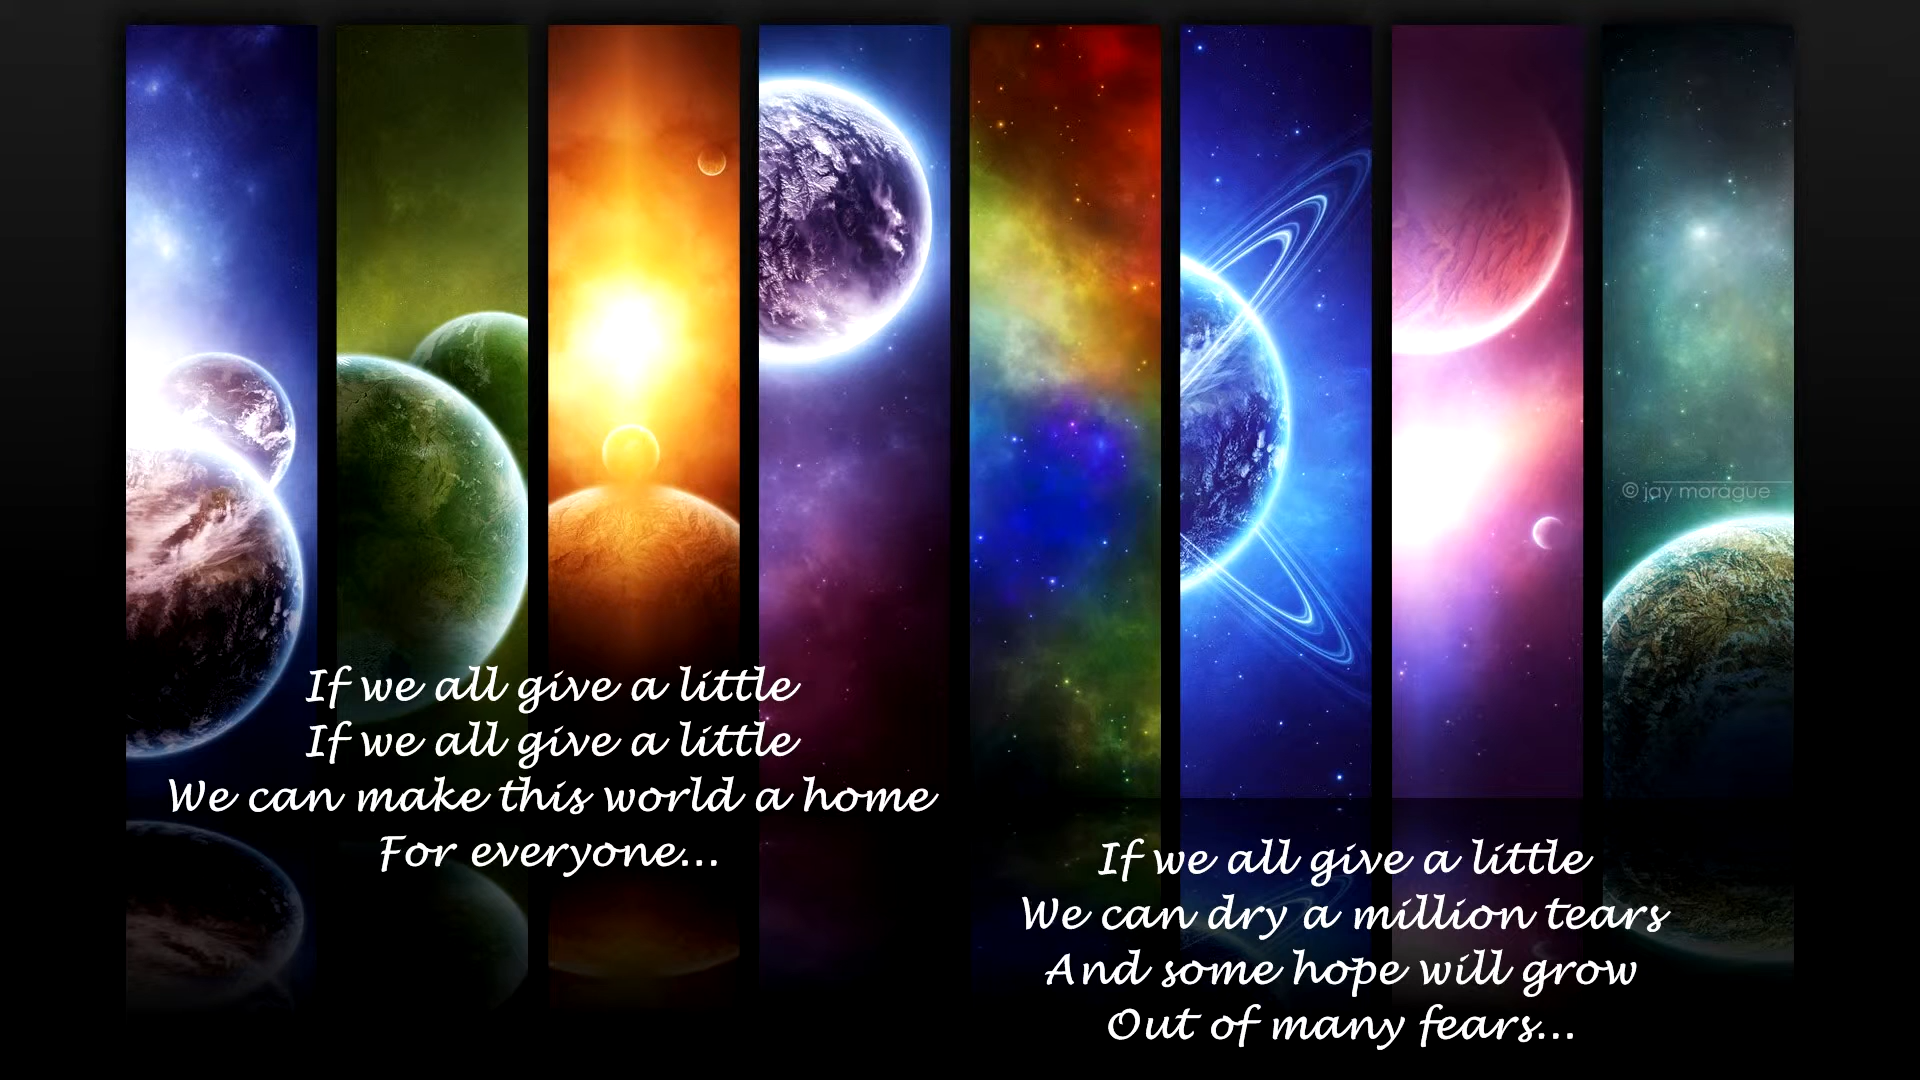 © jay morague
If we all give a little
If we all give a little
We can make this world a home
For everyone...
If we all give a little
We can dry a million tears
And some hope will grow
Out of many fears...